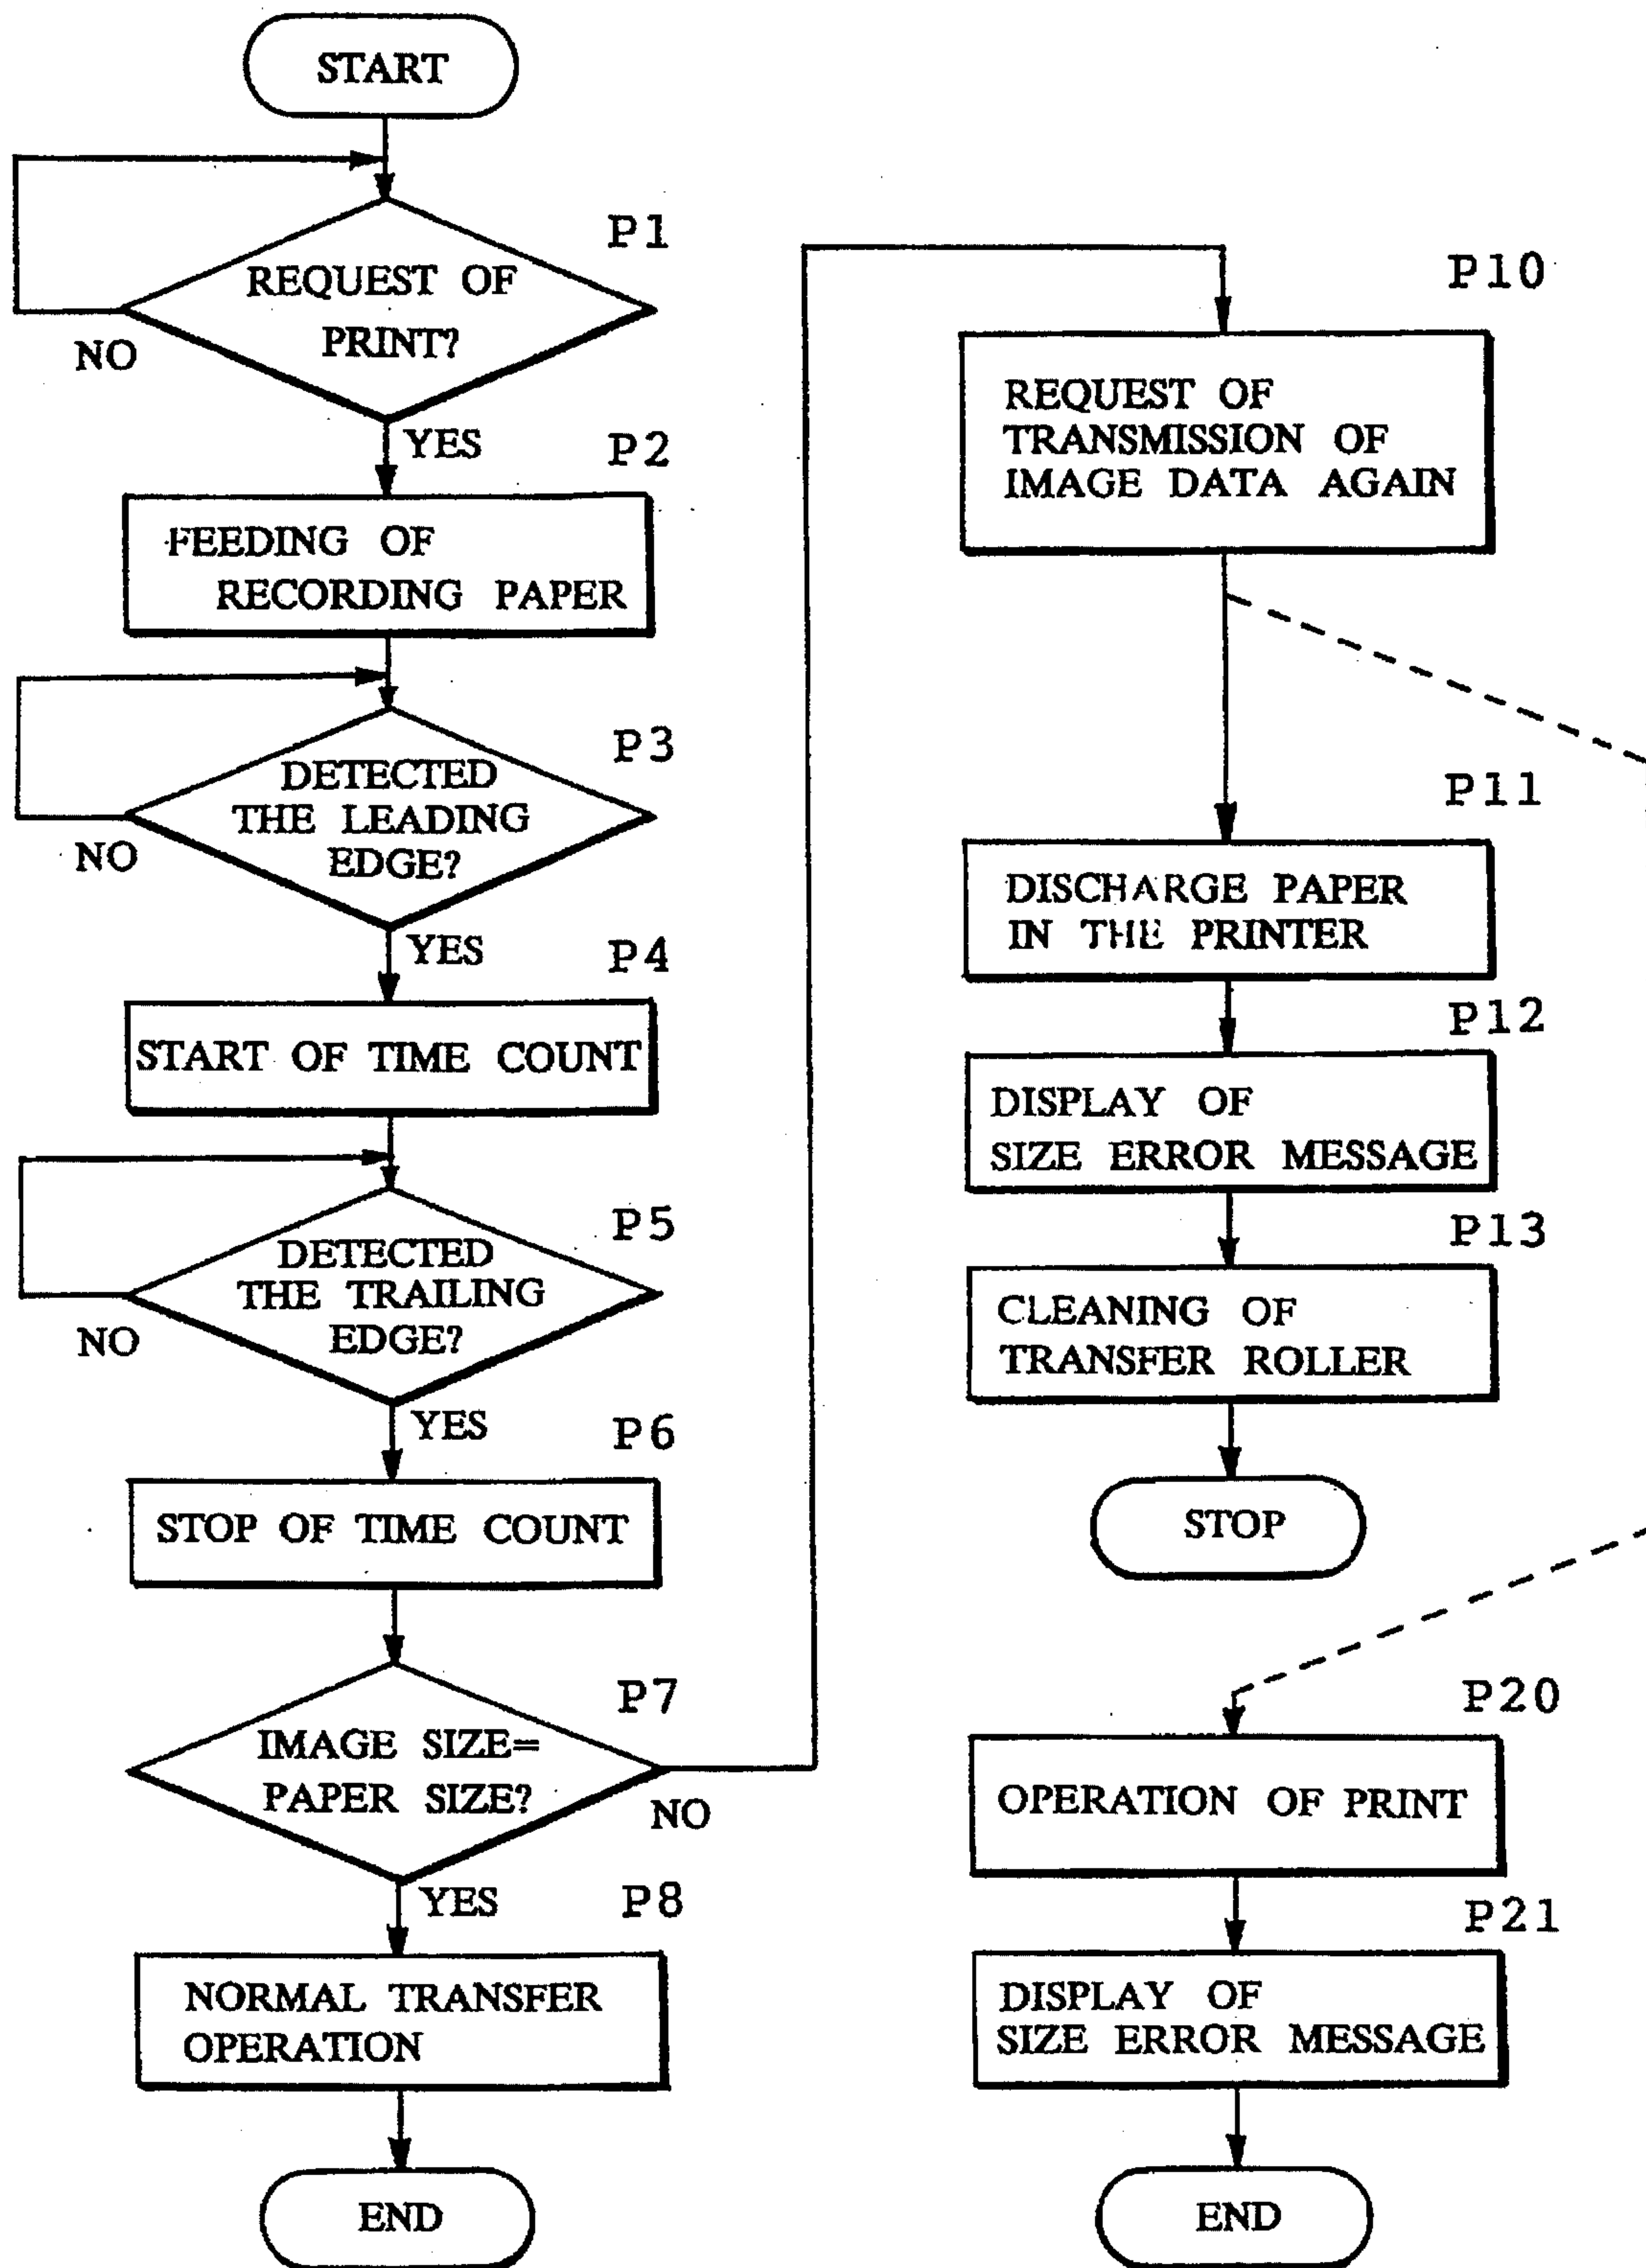 START
P1
REQUEST OF
PRINT?
NO
YES
P2
FEEDING OF
RECORDING PAPER
P3
DETECTED
THE LEADING
EDGE?
NO
YES
P4
START OF TIME COUNT
P5
DETECTED
THE TRAILING
EDGE?
NO
YES
P6
STOP OF TIME COUNT
P7
IMAGE SIZE=
PAPER SIZE?
NO
YES
P8
NORMAL TRANSFER
OPERATION
END
P10
REQUEST OF
TRANSMISSION OF
IMAGE DATA AGAIN
P11
DISCHARGE PAPER
IN THE PRINTER
P12
DISPLAY OF
SIZE ERROR MESSAGE
P13
CLEANING OF
TRANSFER ROLLER
STOP
P20
OPERATION OF PRINT
P21
DISPLAY OF
SIZE ERROR MESSAGE
END